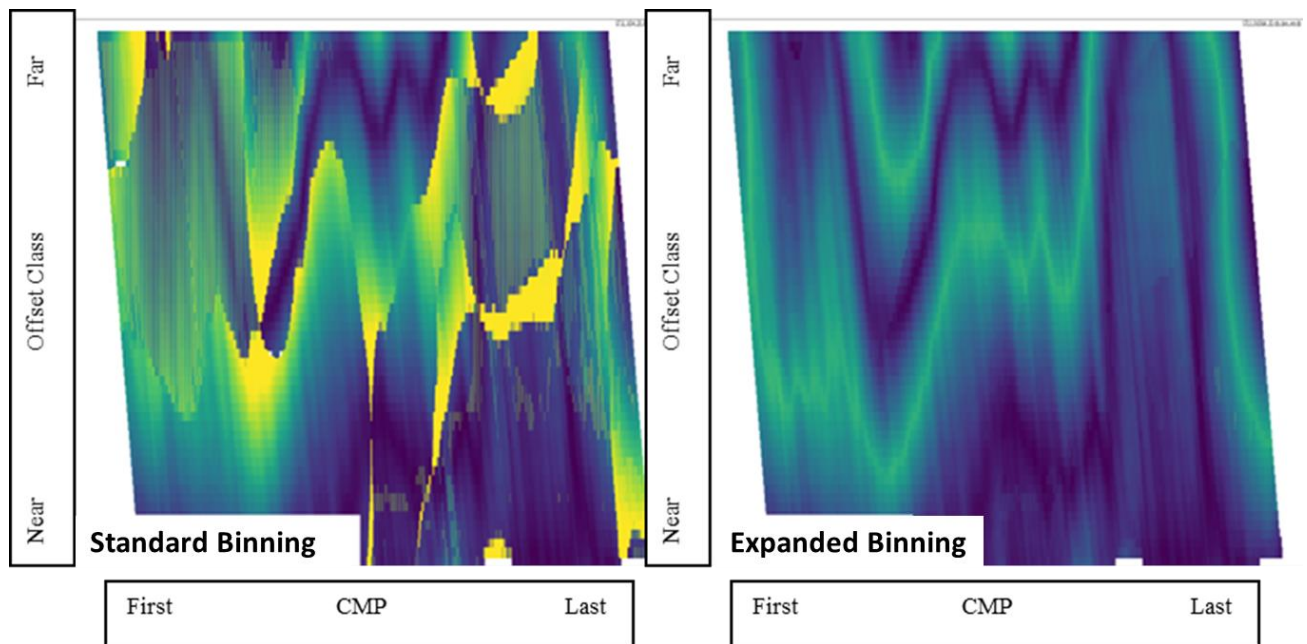 Far
Offset Class
Near
Standard Binning
First CMP Last
Far
Offset Class
Near
Expanded Binning
First CMP Last